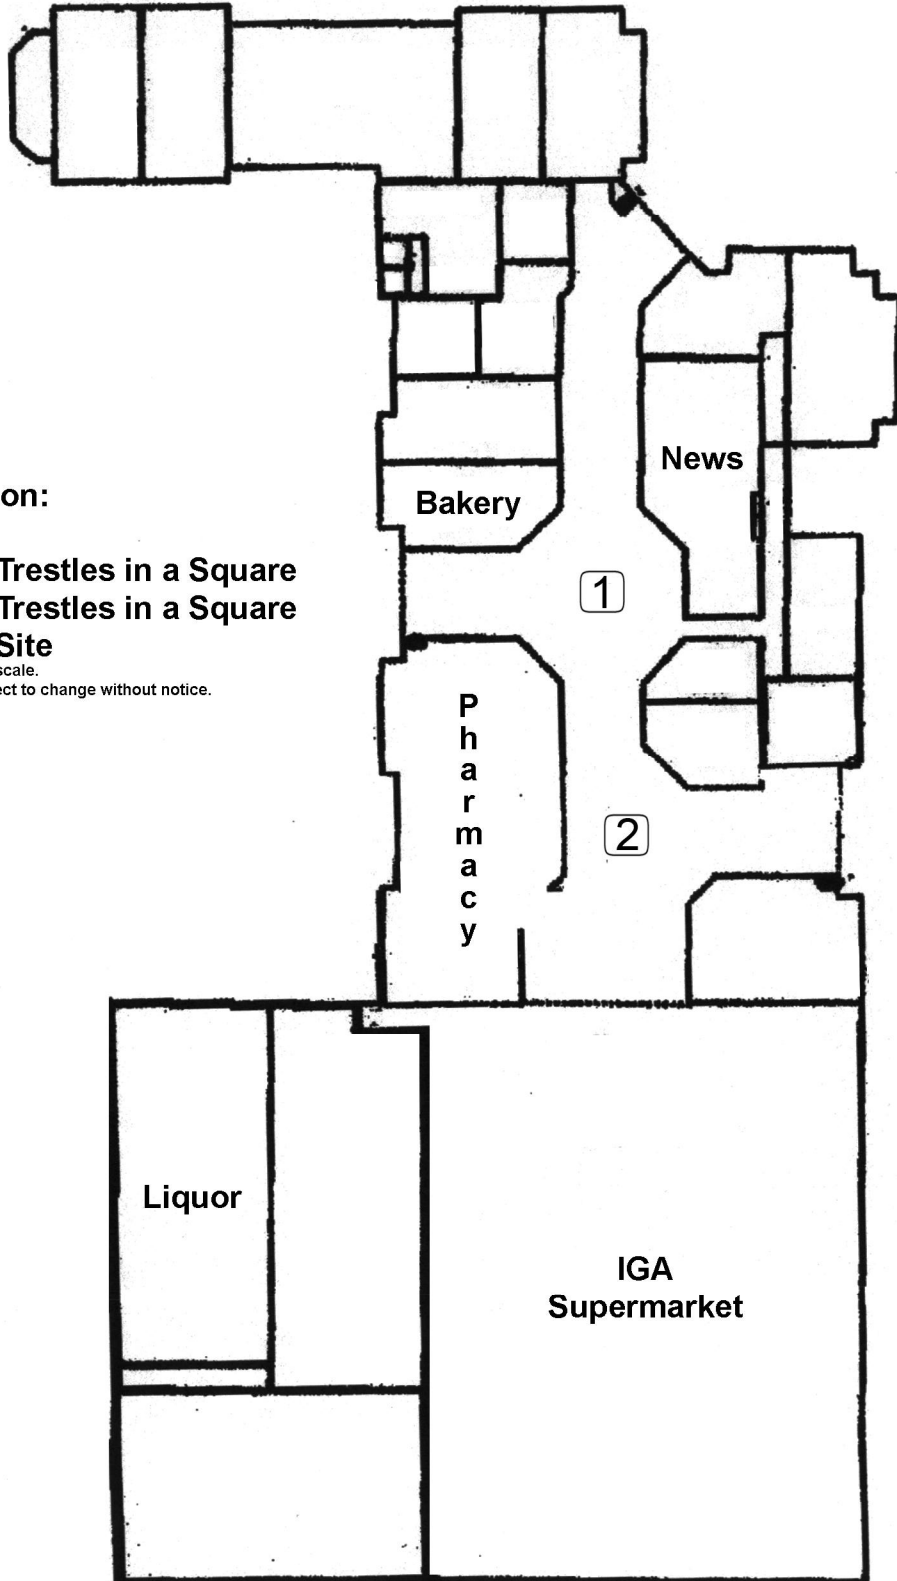 News
Bakery
on:
Trestles in a Square
1
Trestles in a Square
Site
scale.
ect to change without notice.
Pharmacy
2
Liquor
IGA
Supermarket